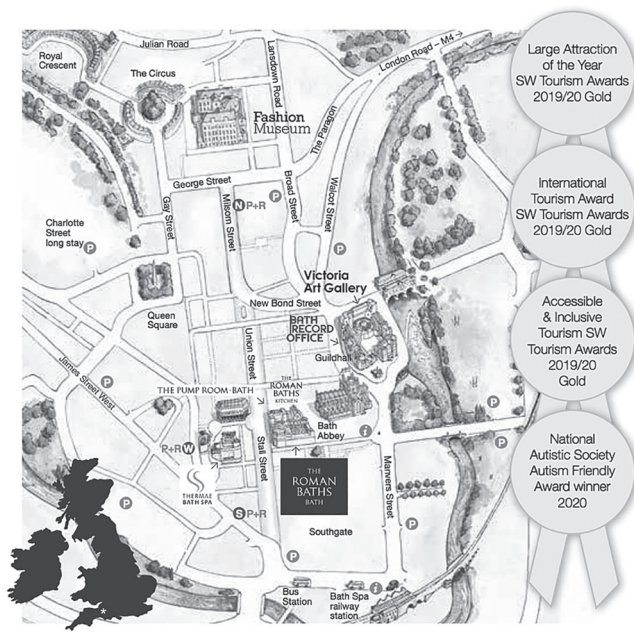 Julian Road
Royal
Crescent
The Circus
Lansdown Road
London Road - M4
Fashion
Museum
The Paragon
George Street
Gay Street
Milsom Street
N P+R
P
Broad Street
Walcot Street
Charlotte
Street
long stay P
P
Victoria
Art Gallery
New Bond Street
Queen
Square
BATH
RECORD
OFFICE
Guildhall
Union Street
James Street West
P
THE PUMP ROOM·BATH
THE
ROMAN
BATHS
KITCHEN
Bath
Abbey
i
P
P
P+R W
THERMAE
BATH SPA
Stall Street
THE
ROMAN
BATHS
BATH
Manvers Street
P
S P+R
P
Southgate
P
Bus
Station
Bath Spa
railway
station
i
Large Attraction
of the Year
SW Tourism Awards
2019/20 Gold
International
Tourism Award
SW Tourism Awards
2019/20 Gold
Accessible
& Inclusive
Tourism SW
Tourism Awards
2019/20
Gold
National
Autistic Society
Autism Friendly
Award winner
2020